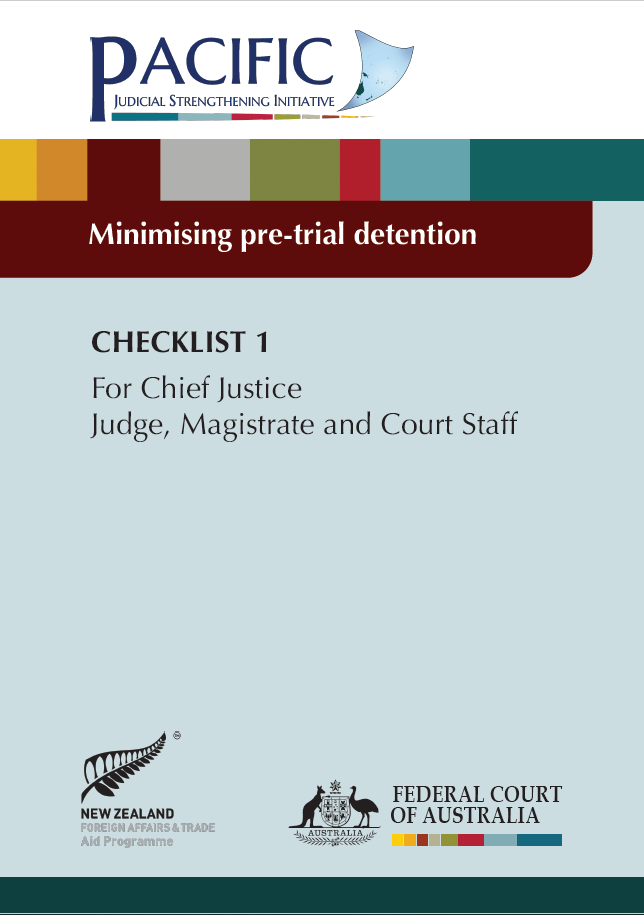 PACIFIC
JUDICIAL STRENGTHENING INITIATIVE
Minimising pre-trial detention
CHECKLIST 1
For Chief Justice
Judge, Magistrate and Court Staff
NEW ZEALAND
FOREIGN AFFAIRS & TRADE
Aid Programme
AUSTRALIA
FEDERAL COURT
OF AUSTRALIA